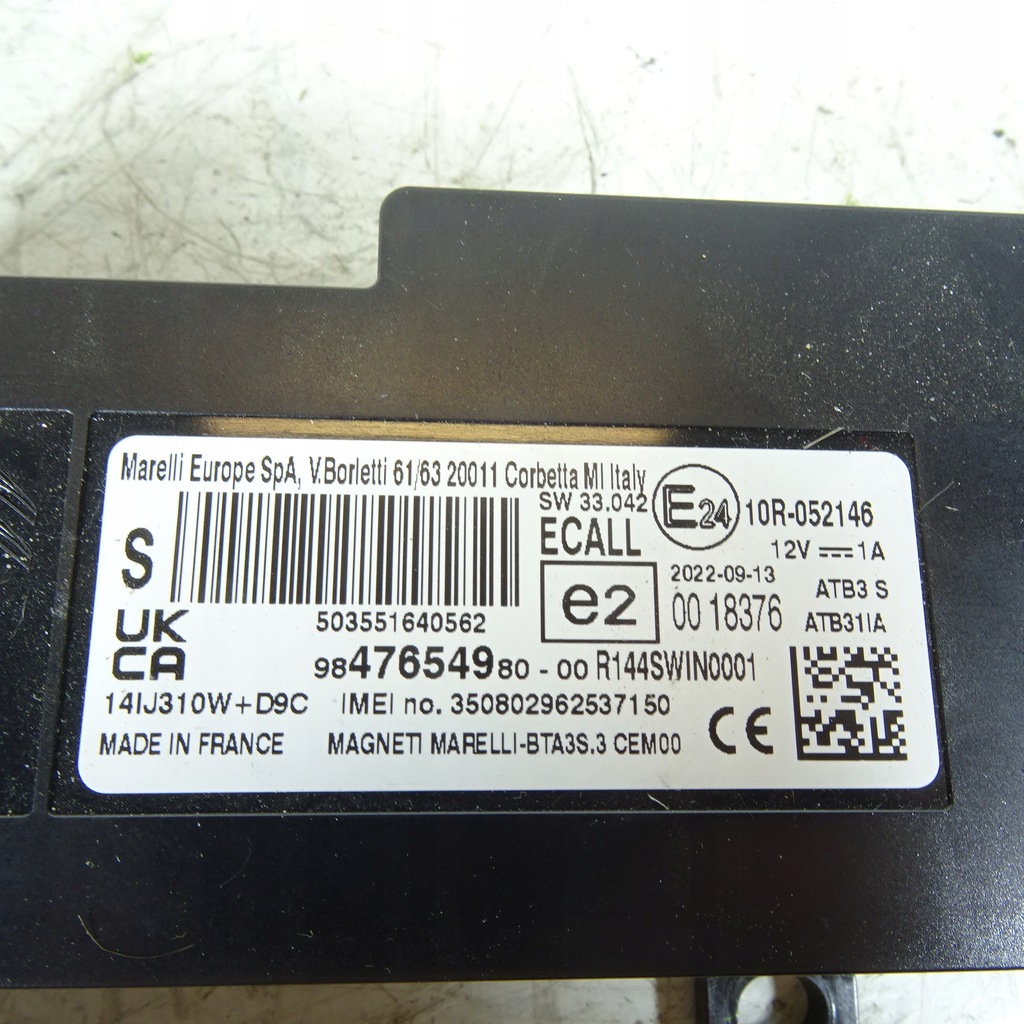 Marelli Europe SpA, V.Borletti 61/63 20011 Corbetta MI Italy
SW 33.042
E24
10R-052146
S
ECALL
12V 1A
e2
2022-09-13
00 18376
ATB3 S
ATB31IA
503551640562
UK
CA
9847654980-00 R144SWIN0001
14IJ310W+D9C IMEI no. 350802962537150
MADE IN FRANCE MAGNETI MARELLI-BTA3S.3 CEM00
CE